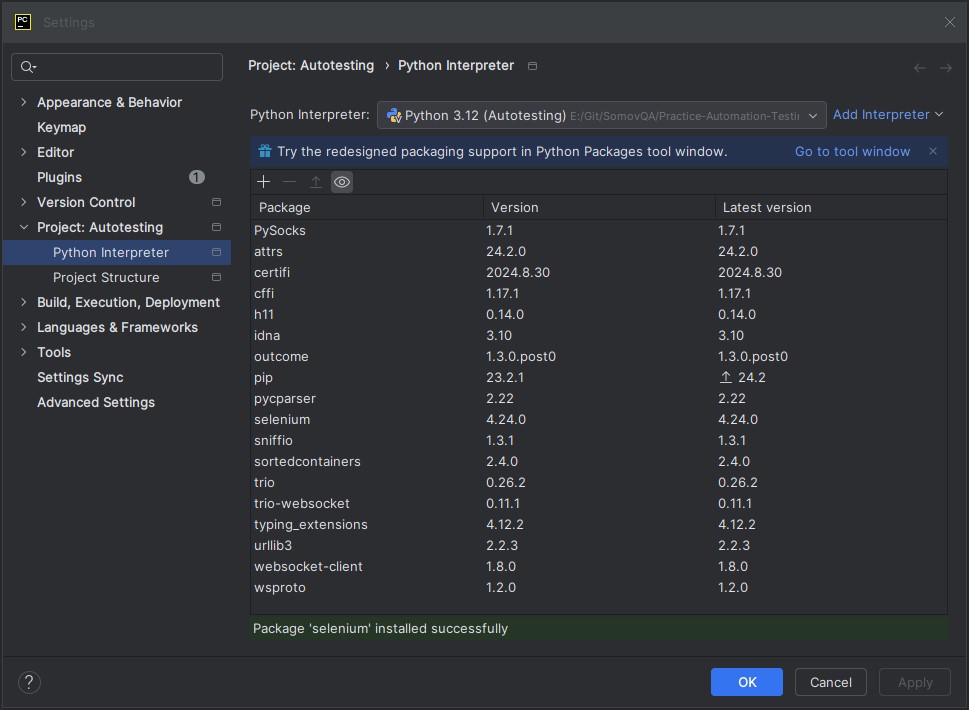 PC
Settings
Project: Autotesting › Python Interpreter
Appearance & Behavior
Keymap
Editor
Plugins 1
Version Control
Project: Autotesting
Python Interpreter
Project Structure
Build, Execution, Deployment
Languages & Frameworks
Tools
Settings Sync
Advanced Settings
Python Interpreter: Python 3.12 (Autotesting) E:/Git/SomovQA/Practice-Automation-Testin Add Interpreter
Try the redesigned packaging support in Python Packages tool window. Go to tool window
Package Version Latest version
PySocks 1.7.1 1.7.1
attrs 24.2.0 24.2.0
certifi 2024.8.30 2024.8.30
cffi 1.17.1 1.17.1
h11 0.14.0 0.14.0
idna 3.10 3.10
outcome 1.3.0.post0 1.3.0.post0
pip 23.2.1 24.2
pycparser 2.22 2.22
selenium 4.24.0 4.24.0
sniffio 1.3.1 1.3.1
sortedcontainers 2.4.0 2.4.0
trio 0.26.2 0.26.2
trio-websocket 0.11.1 0.11.1
typing_extensions 4.12.2 4.12.2
urllib3 2.2.3 2.2.3
websocket-client 1.8.0 1.8.0
wsproto 1.2.0 1.2.0
Package 'selenium' installed successfully
? OK Cancel Apply